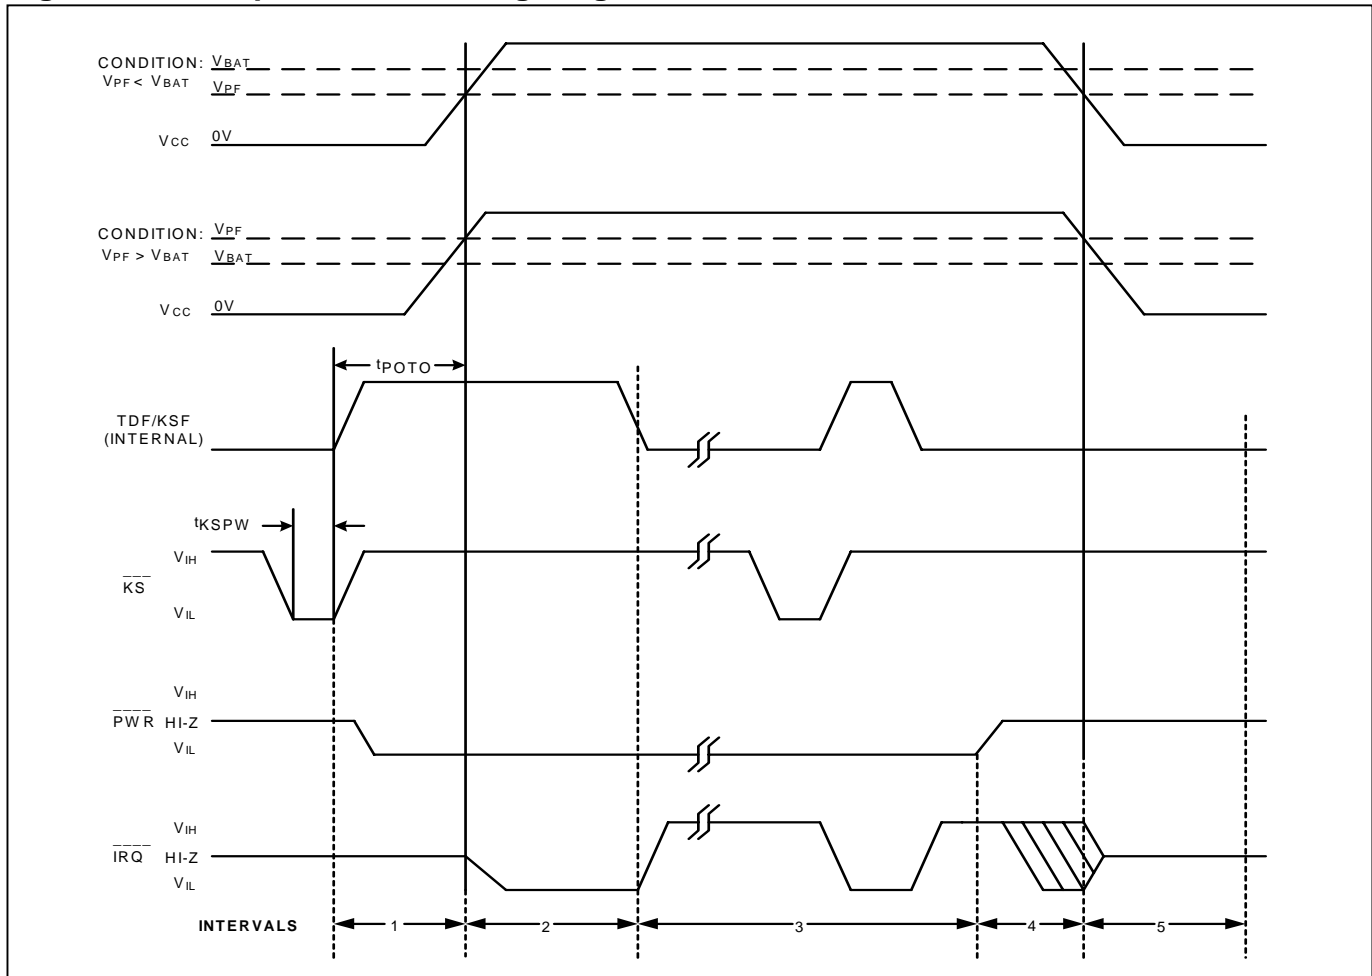 CONDITION: VBAT
VPF < VBAT VPF
VCC 0V
CONDITION: VPF
VPF > VBAT VBAT
VCC 0V
tPOTO
TDF/KSF
(INTERNAL)
tKSPW
VIH
KS
VIL
VIH
PWR HI-Z
VIL
VIH
IRQ HI-Z
VIL
INTERVALS 1 2 3 4 5